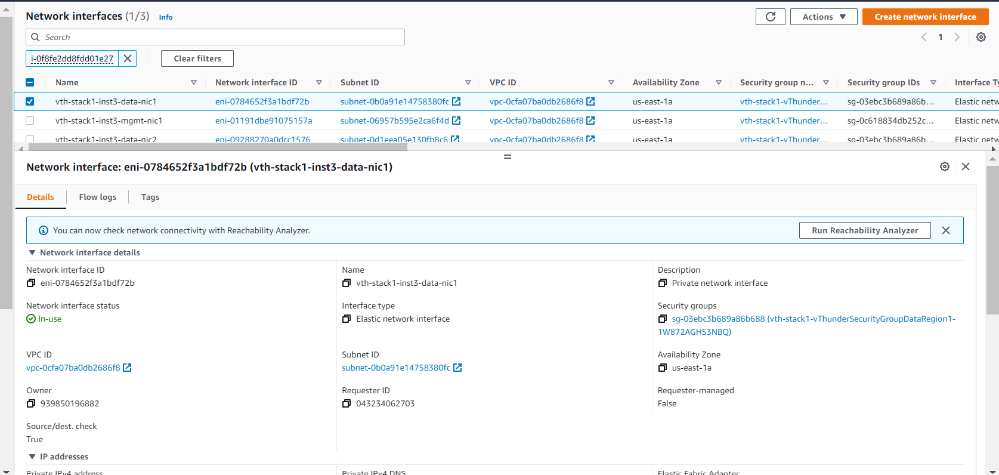 Network interfaces (1/3) Info
Actions
Create network interface
Search
1
i-0f8fe2dd8fdd01e27
Clear filters
Name Network interface ID Subnet ID VPC ID Availability Zone Security group n... Security group IDs Interface Ty
vth-stack1-inst3-data-nic1 eni-0784652f3a1bdf72b subnet-0b0a91e14758380fc vpc-0cfa07ba0db2686f8 us-east-1a vth-stack1-vThunder... sg-03ebc3b689a86b... Elastic netw
vth-stack1-inst3-mgmt-nic1 eni-01191dbe91075157a subnet-06957b595e2ca6f4d vpc-0cfa07ba0db2686f8 us-east-1a vth-stack1-vThunder... sg-0c618834db252c... Elastic netw
vth-stack1-inst3-data-nic2 eni-09288270a0dcc1576 subnet-0d1eea05e130fb8c6 vpc-0cfa07ba0db2686f8 us-east-1a vth-stack1-vThunder... sg-03ebc3b689a86b... Elastic netw
Network interface: eni-0784652f3a1bdf72b (vth-stack1-inst3-data-nic1)
Details Flow logs Tags
You can now check network connectivity with Reachability Analyzer.
Run Reachability Analyzer
Network interface details
Network interface ID
eni-0784652f3a1bdf72b
Name
vth-stack1-inst3-data-nic1
Description
Private network interface
Network interface status
In-use
Interface type
Elastic network interface
Security groups
sg-03ebc3b689a86b688 (vth-stack1-vThunderSecurityGroupDataRegion1-
1W872AGHS3NBQ)
VPC ID
vpc-0cfa07ba0db2686f8
Subnet ID
subnet-0b0a91e14758380fc
Availability Zone
us-east-1a
Owner
939850196882
Requester ID
043234062703
Requester-managed
False
Source/dest. check
True
IP addresses
Private IPv4 address
Private IPv4 DNS
Elastic Fabric Adapter